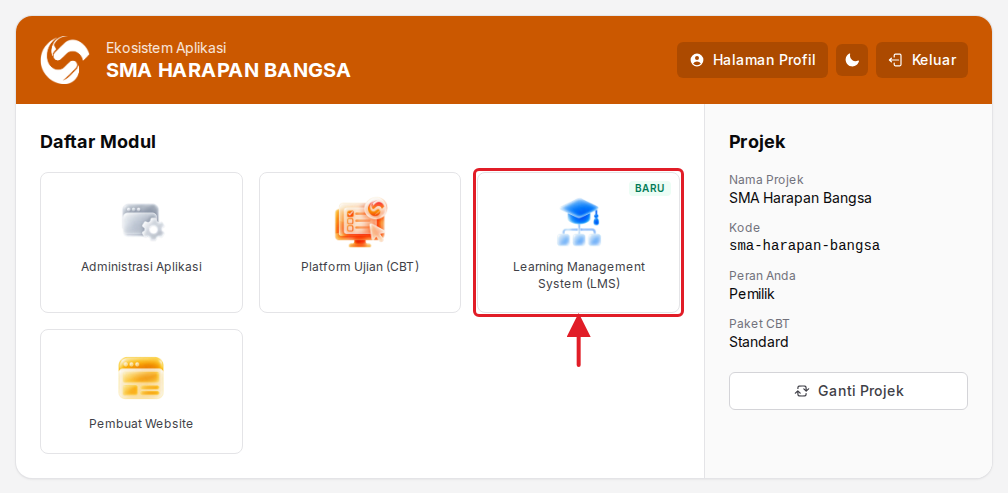 Ekosistem Aplikasi
SMA HARAPAN BANGSA
Halaman Profil
Keluar
Daftar Modul
Administrasi Aplikasi
Platform Ujian (CBT)
BARU
Learning Management
System (LMS)
Pembuat Website
Projek
Nama Projek
SMA Harapan Bangsa
Kode
sma-harapan-bangsa
Peran Anda
Pemilik
Paket CBT
Standard
Ganti Projek